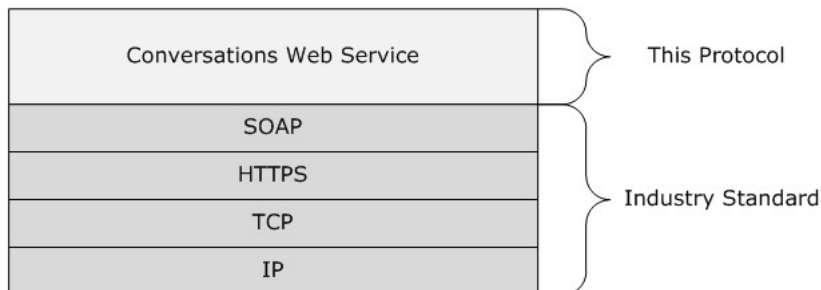 Conversations Web Service
This Protocol
SOAP
HTTPS
Industry Standard
TCP
IP